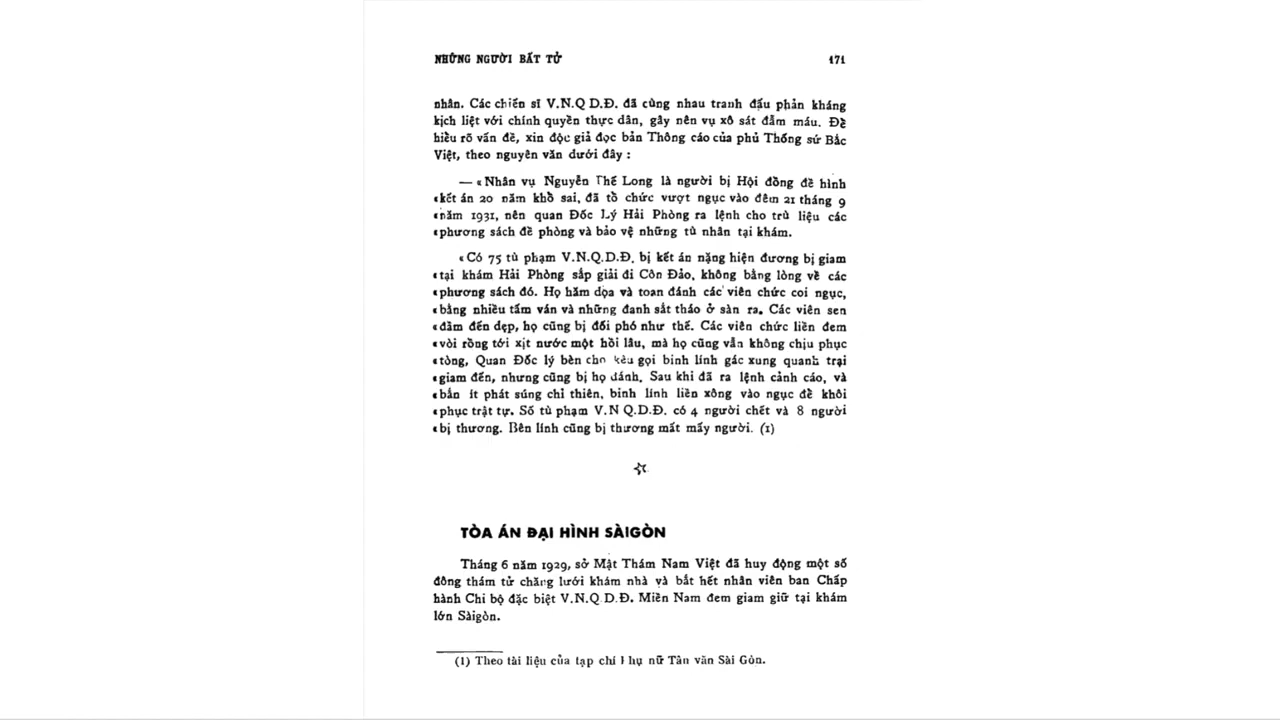 NHỮNG NGƯỜI BẤT TỬ 171
nhân. Các chiến sĩ V.N.Q D.Đ. đã cùng nhau tranh đấu phản kháng
kịch liệt với chính quyền thực dân, gây nên vụ xô sát đẫm máu. Để
hiểu rõ vấn đề, xin độc giả đọc bản Thông cáo của phủ Thống sứ Bắc
Việt, theo nguyên văn dưới đây :
— «Nhân vụ Nguyễn Thế Long là người bị Hội đồng đề hình
«kết án 20 năm khổ sai, đã tổ chức vượt ngục vào đêm 21 tháng 9
«năm 1931, nên quan Đốc Lý Hải Phòng ra lệnh cho trù liệu các
«phương sách đề phòng và bảo vệ những tù nhân tại khám.
«Có 75 tù phạm V.N.Q.D.Đ. bị kết án nặng hiện đương bị giam
«tại khám Hải Phòng sắp giải đi Côn Đảo, không bằng lòng về các
«phương sách đó. Họ hăm dọa và toan đánh các viên chức coi ngục,
«bằng nhiều tấm ván và những đanh sắt tháo ở sàn ra. Các viên sen
«đầm đến dẹp, họ cũng bị đối phó như thế. Các viên chức liền đem
«vòi rồng tới xịt nước một hồi lâu, mà họ cũng vẫn không chịu phục
«tòng, Quan Đốc lý bèn cho kêu gọi binh lính gác xung quanh trại
«giam đến, nhưng cũng bị họ đánh. Sau khi đã ra lệnh cảnh cáo, và
«bắn ít phát súng chỉ thiên, binh lính liền xông vào ngục để khôi
«phục trật tự. Số tù phạm V.N Q.D.Đ. có 4 người chết và 8 người
«bị thương. Bên lính cũng bị thương mất mấy người. (1)
TÒA ÁN ĐẠI HÌNH SÀIGÒN
Tháng 6 năm 1929, sở Mật Thám Nam Việt đã huy động một số
đông thám tử chăng lưới khám nhà và bắt hết nhân viên ban Chấp
hành Chi bộ đặc biệt V.N.Q D.Đ. Miền Nam đem giam giữ tại khám
lớn Sàigòn.
(1) Theo tài liệu của tạp chí Phụ nữ Tân văn Sài Gòn.